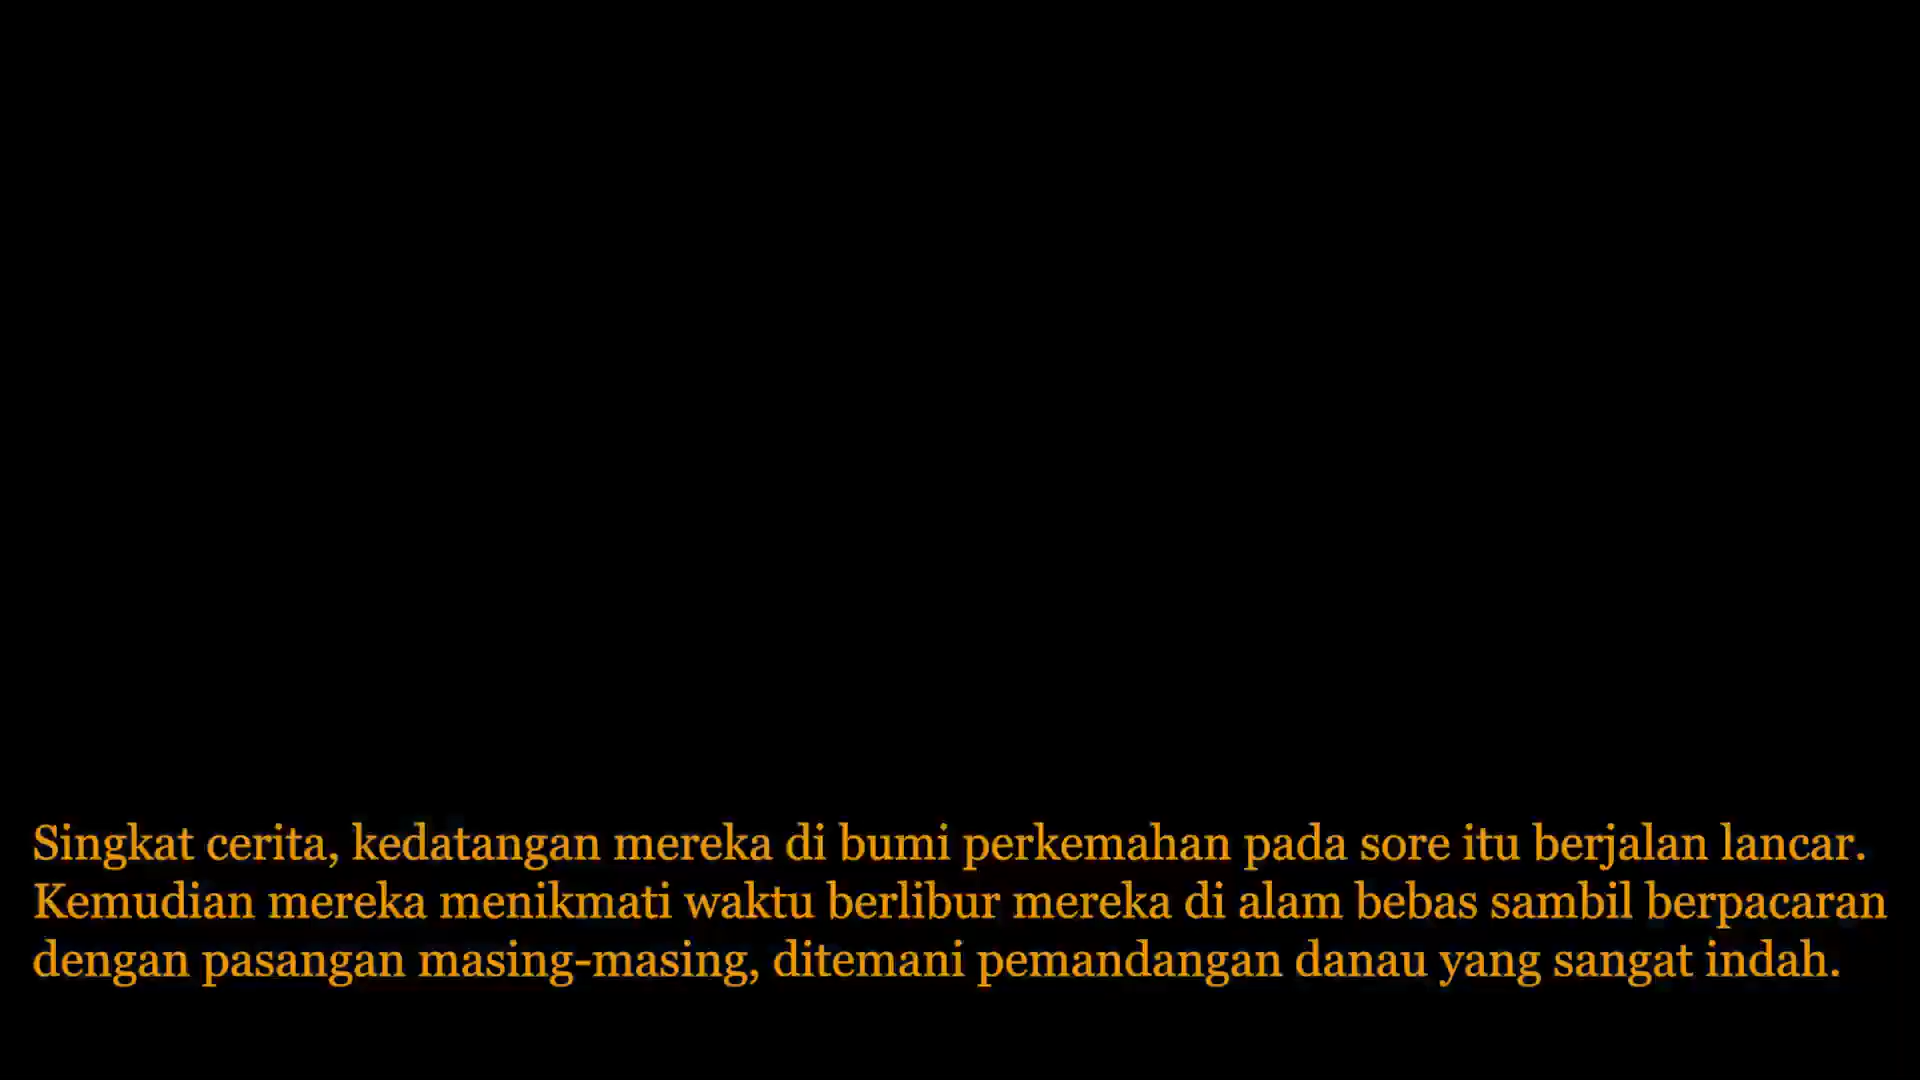 Singkat cerita, kedatangan mereka di bumi perkemahan pada sore itu berjalan lancar.
Kemudian mereka menikmati waktu berlibur mereka di alam bebas sambil berpacaran
dengan pasangan masing-masing, ditemani pemandangan danau yang sangat indah.